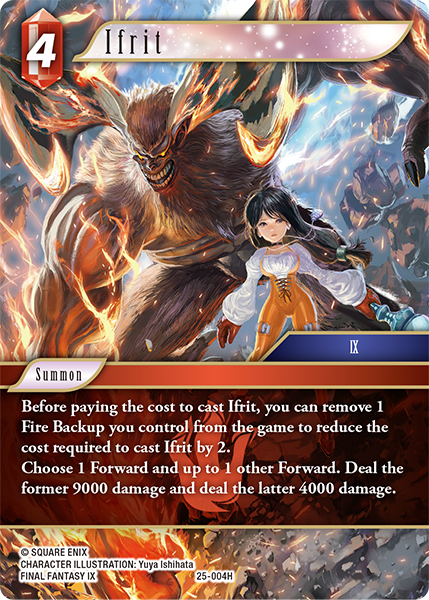 4
Ifrit
IX
Summon
Before paying the cost to cast Ifrit, you can remove 1
Fire Backup you control from the game to reduce the
cost required to cast Ifrit by 2.
Choose 1 Forward and up to 1 other Forward. Deal the
former 9000 damage and deal the latter 4000 damage.
© SQUARE ENIX
CHARACTER ILLUSTRATION: Yuya Ishihata
FINAL FANTASY IX
25-004H